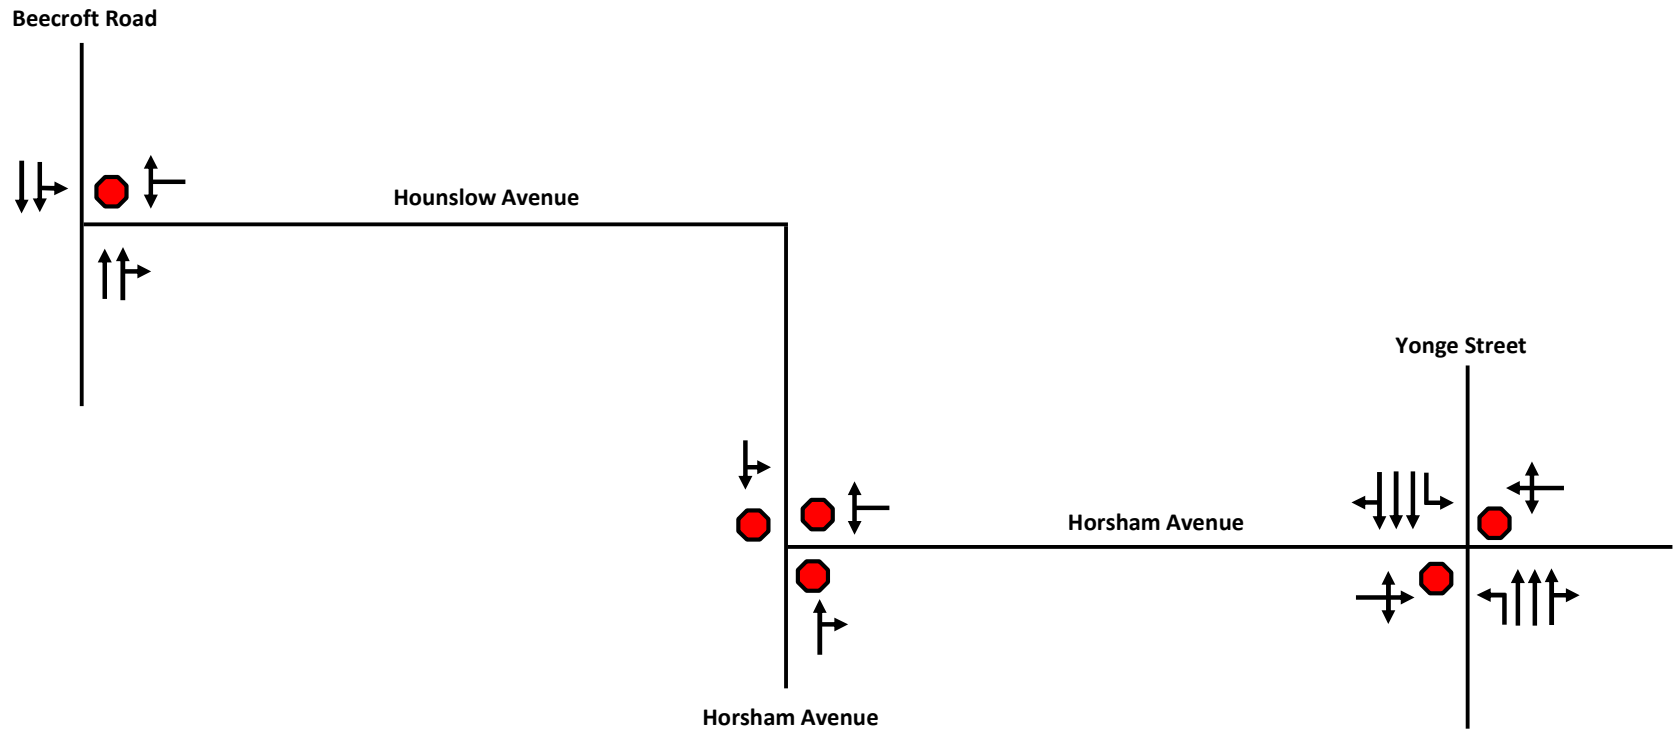 Beecroft Road
Hounslow Avenue
Yonge Street
Horsham Avenue
Horsham Avenue